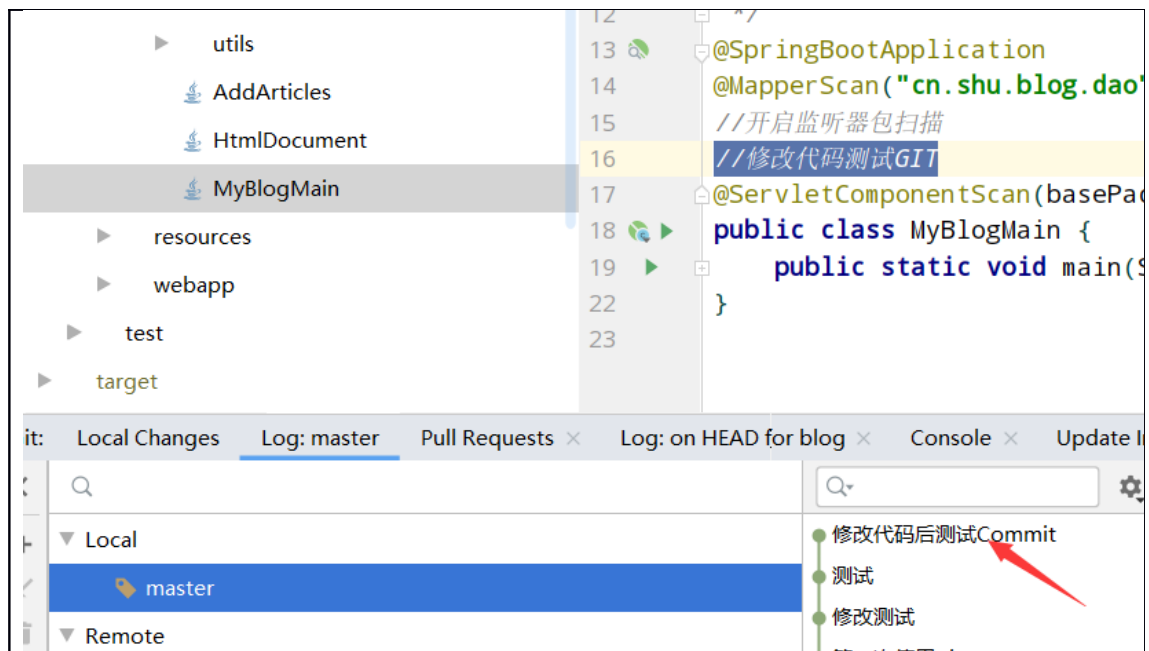 utils
AddArticles
HtmlDocument
MyBlogMain
resources
webapp
test
target
12 */
13 @SpringBootApplication
14 @MapperScan("cn.shu.blog.dao"
15 //开启监听器包扫描
16 //修改代码测试GIT
17 @ServletComponentScan(basePac
18 public class MyBlogMain {
19 public static void main(S
22 }
23
it: Local Changes Log: master Pull Requests × Log: on HEAD for blog × Console × Update I
Local
master
Remote
修改代码后测试Commit
测试
修改测试